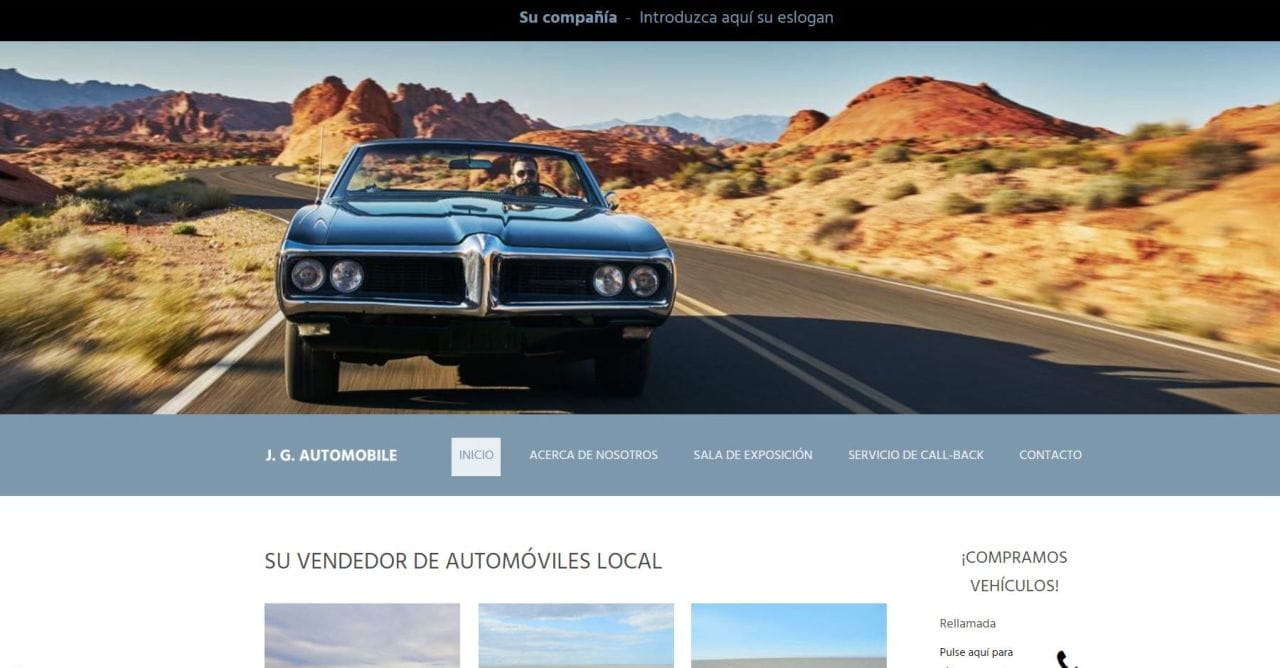 Su compañía - Introduzca aquí su eslogan
J. G. AUTOMOBILE
INICIO
ACERCA DE NOSOTROS
SALA DE EXPOSICIÓN
SERVICIO DE CALL-BACK
CONTACTO
SU VENDEDOR DE AUTOMÓVILES LOCAL
¡COMPRAMOS
VEHÍCULOS!
Rellamada
Pulse aquí para